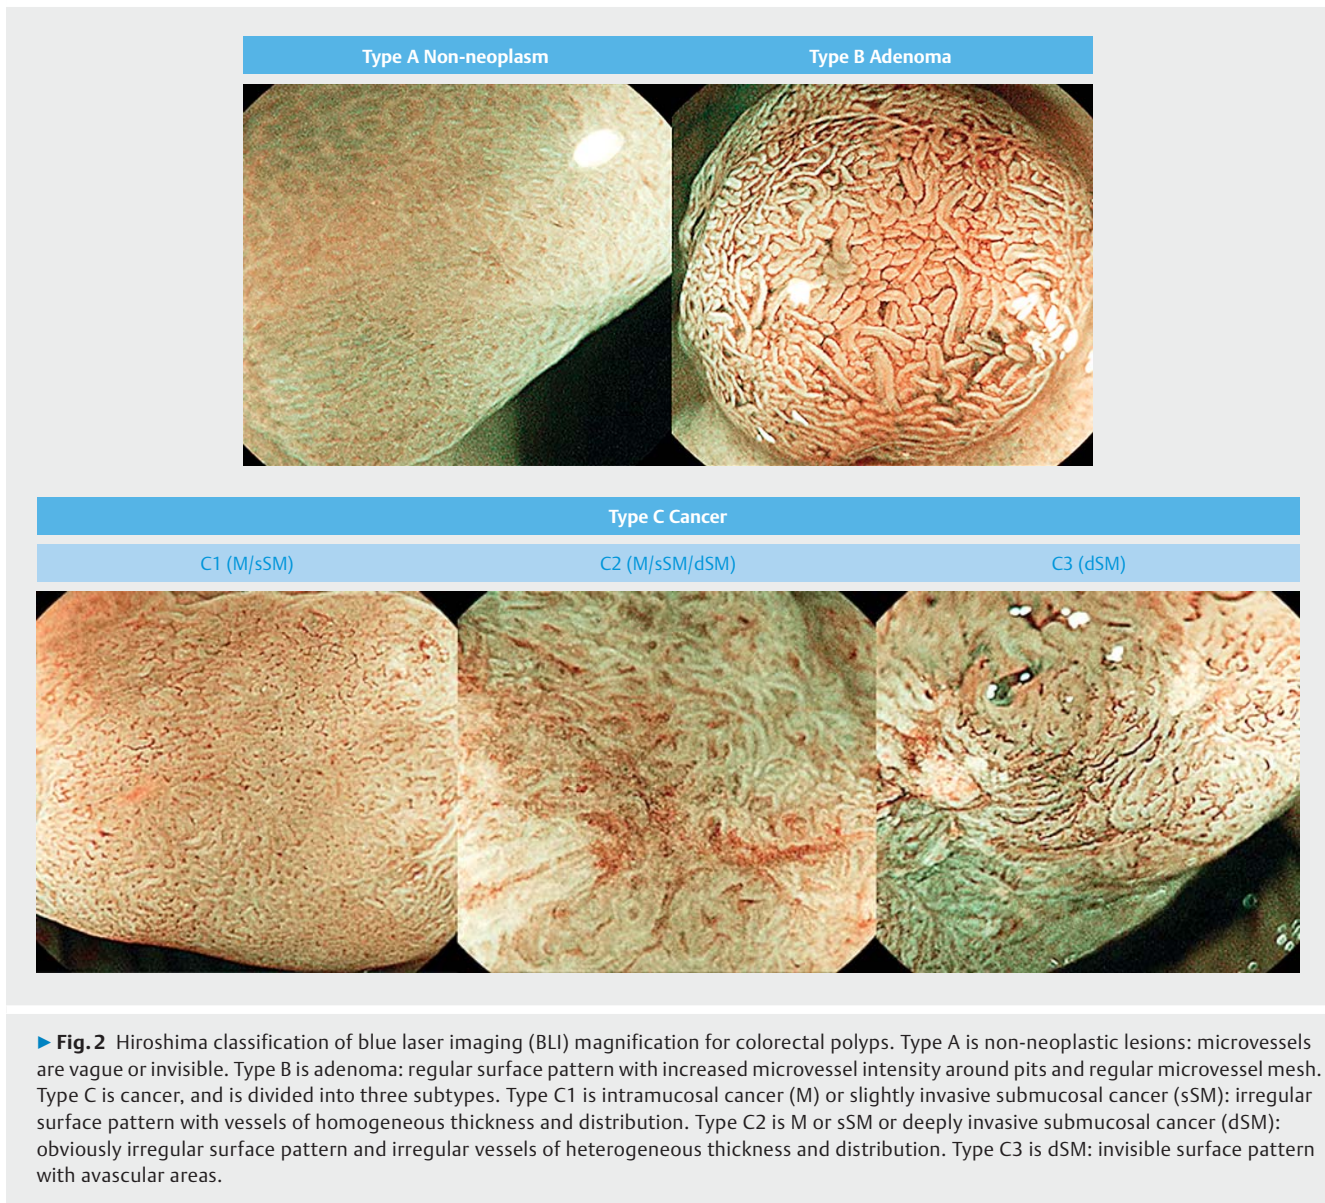 Type A Non-neoplasm
Type B Adenoma
Type C Cancer
C1 (M/sSM)
C2 (M/sSM/dSM)
C3 (dSM)
▶ Fig. 2 Hiroshima classification of blue laser imaging (BLI) magnification for colorectal polyps. Type A is non-neoplastic lesions: microvessels
are vague or invisible. Type B is adenoma: regular surface pattern with increased microvessel intensity around pits and regular microvessel mesh.
Type C is cancer, and is divided into three subtypes. Type C1 is intramucosal cancer (M) or slightly invasive submucosal cancer (sSM): irregular
surface pattern with vessels of homogeneous thickness and distribution. Type C2 is M or sSM or deeply invasive submucosal cancer (dSM):
obviously irregular surface pattern and irregular vessels of heterogeneous thickness and distribution. Type C3 is dSM: invisible surface pattern
with avascular areas.